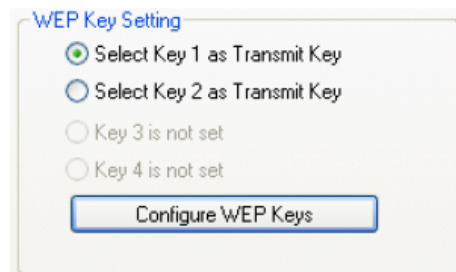 WEP Key Setting
Select Key 1 as Transmit Key
Select Key 2 as Transmit Key
Key 3 is not set
Key 4 is not set
Configure WEP Keys